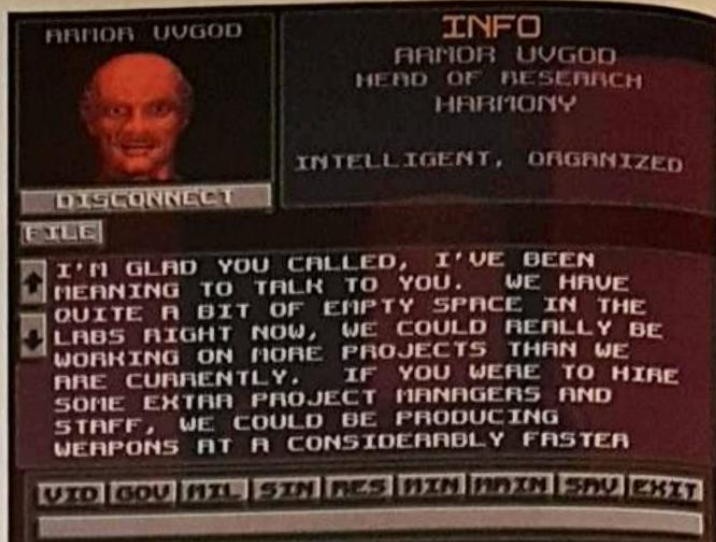 ARMOR UVGOD
DISCONNECT
INFO
ARMOR UVGOD
HEAD OF RESEARCH
HARMONY
INTELLIGENT, ORGANIZED
FILE
I'M GLAD YOU CALLED, I'VE BEEN
MEANING TO TALK TO YOU. WE HAVE
QUITE A BIT OF EMPTY SPACE IN THE
LABS RIGHT NOW, WE COULD REALLY BE
WORKING ON MORE PROJECTS THAN WE
ARE CURRENTLY. IF YOU WERE TO HIRE
SOME EXTRA PROJECT MANAGERS AND
STAFF, WE COULD BE PRODUCING
WEAPONS AT A CONSIDERABLY FASTER
VID GOV MIL SIN RES MIN MAIN SAV EXIT